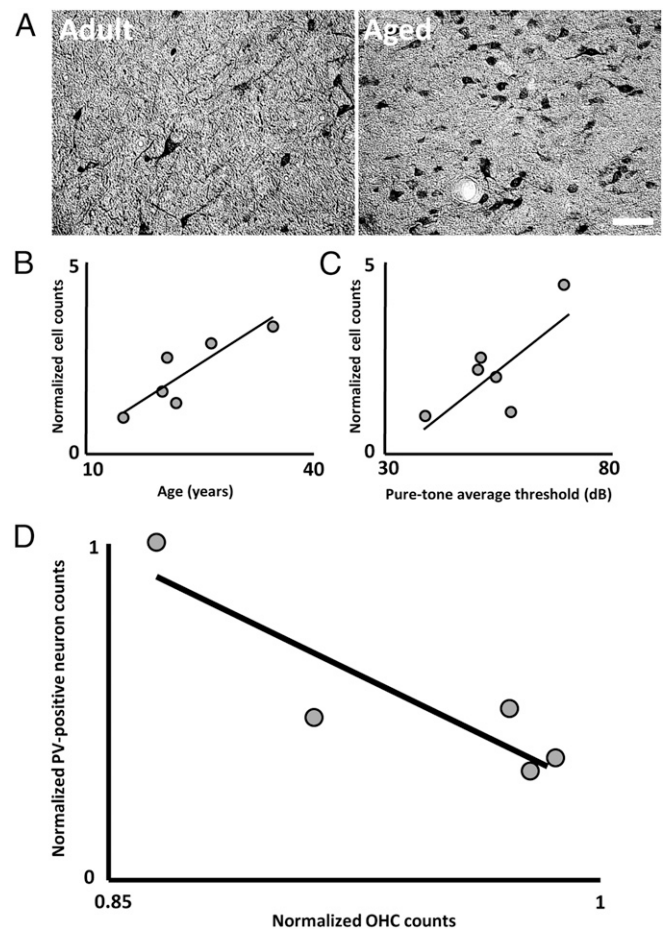 A
Adult
Aged
B
5
Normalized cell counts
0
10
40
Age (years)
C
5
Normalized cell counts
0
30
80
Pure-tone average threshold (dB)
D
1
Normalized PV-positive neuron counts
0
0.85
1
Normalized OHC counts